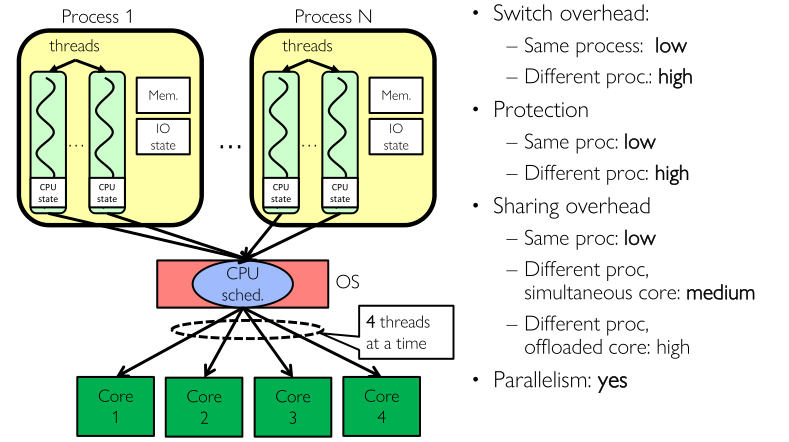 Process 1
threads
Mem.
IO
state
...
CPU
state
CPU
state
...
Process N
threads
Mem.
IO
state
...
CPU
state
CPU
state
CPU
sched.
OS
4 threads
at a time
Core
1
Core
2
Core
3
Core
4
• Switch overhead:
– Same process: low
– Different proc.: high
• Protection
– Same proc: low
– Different proc: high
• Sharing overhead
– Same proc: low
– Different proc,
simultaneous core: medium
– Different proc,
offloaded core: high
• Parallelism: yes